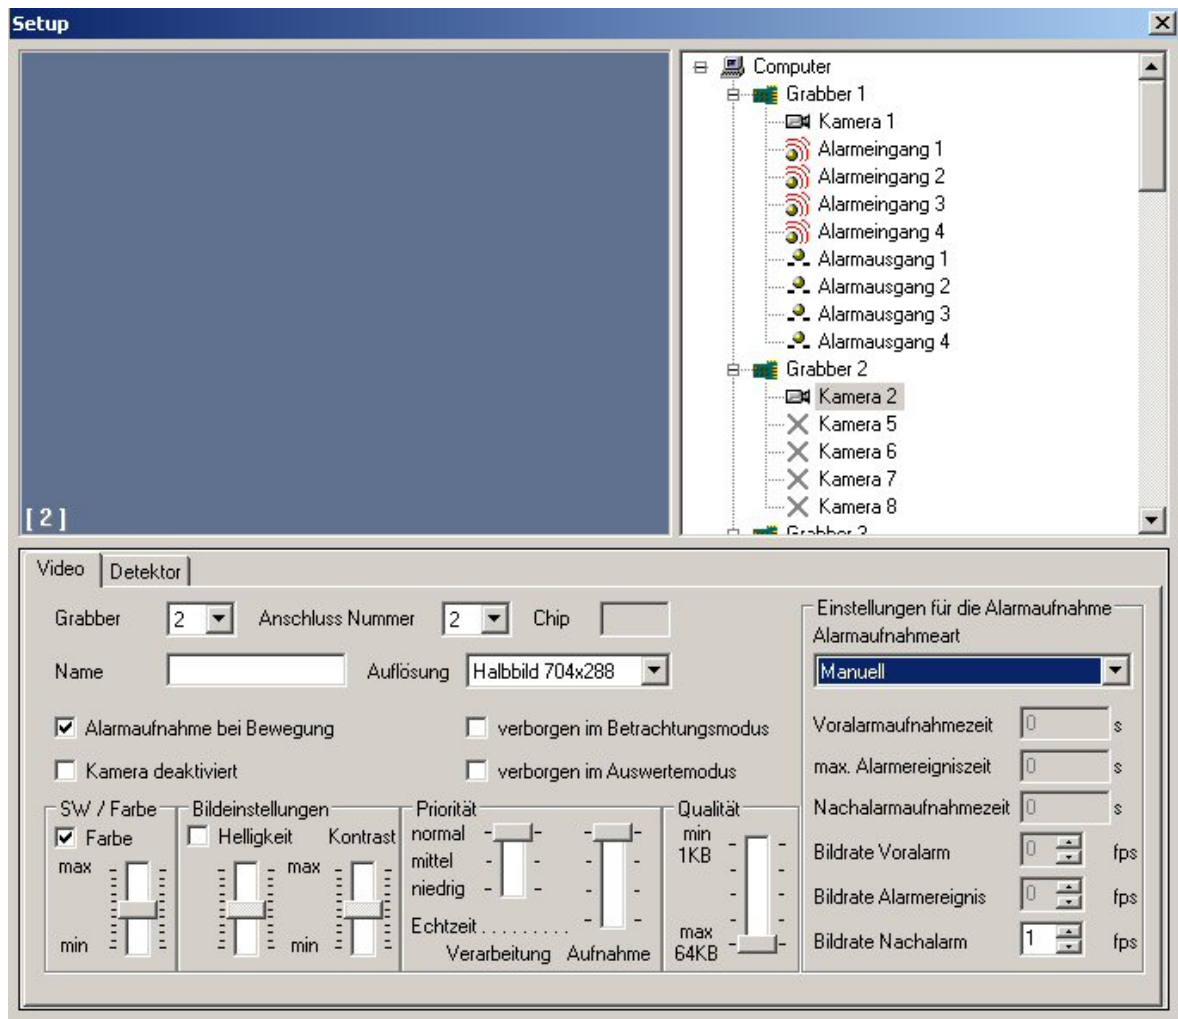 Setup
Computer
Grabber 1
Kamera 1
Alarmeingang 1
Alarmeingang 2
Alarmeingang 3
Alarmeingang 4
Alarmausgang 1
Alarmausgang 2
Alarmausgang 3
Alarmausgang 4
Grabber 2
Kamera 2
Kamera 5
Kamera 6
Kamera 7
Kamera 8
Grabber 3
[ 2 ]
Video Detektor
Grabber 2 Anschluss Nummer 2 Chip
Name Auflösung Halbbild 704x288
Alarmaufnahme bei Bewegung verborgen im Betrachtungsmodus
Kamera deaktiviert verborgen im Auswertemodus
SW / Farbe
Farbe
max
min
Bildeinstellungen
Helligkeit Kontrast
max
min
Priorität
normal
mittel
niedrig
Echtzeit . . . . . . . . .
Verarbeitung Aufnahme
Qualität
min
1KB
max
64KB
Einstellungen für die Alarmaufnahme
Alarmaufnahmeart
Manuell
Voralarmaufnahmezeit 0 s
max. Alarmereigniszeit 0 s
Nachalarmaufnahmezeit 0 s
Bildrate Voralarm 0 fps
Bildrate Alarmereignis 0 fps
Bildrate Nachalarm 1 fps